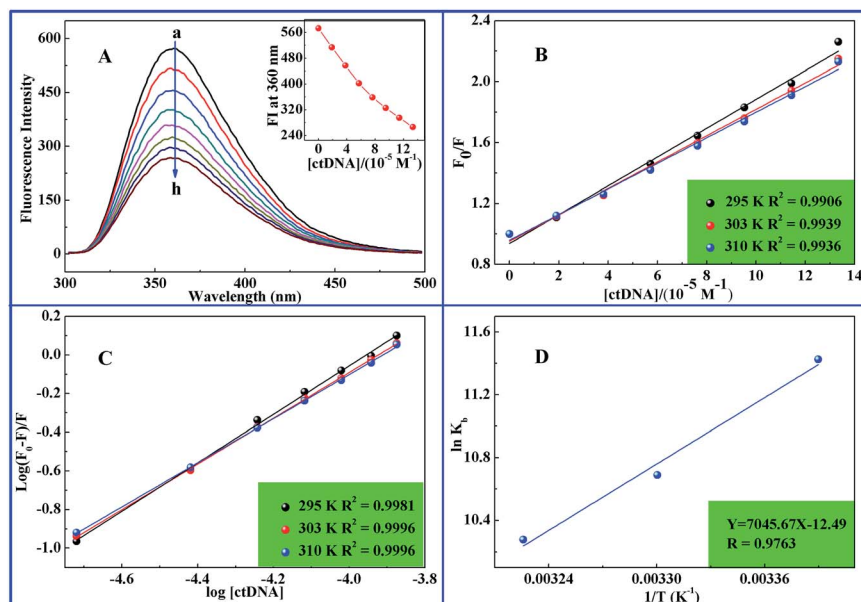 A
a
h
Fluorescence Intensity
600
450
300
150
0
300 350 400 450 500
Wavelength (nm)
FI at 360 nm
560
480
400
320
240
0 4 8 12
[ctDNA]/(10⁻⁵ M⁻¹)
B
F₀/F
2.4
2.0
1.6
1.2
0.8
0 2 4 6 8 10 12 14
[ctDNA]/(10⁻⁵ M⁻¹)
295 K R² = 0.9906
303 K R² = 0.9939
310 K R² = 0.9936
C
Log(F₀-F)/F
0.0
-0.2
-0.4
-0.6
-0.8
-1.0
-4.6 -4.4 -4.2 -4.0 -3.8
log [ctDNA]
295 K R² = 0.9981
303 K R² = 0.9996
310 K R² = 0.9996
D
ln K_b
11.6
11.2
10.8
10.4
0.00324 0.00330 0.00336
1/T (K⁻¹)
Y=7045.67X-12.49
R = 0.9763